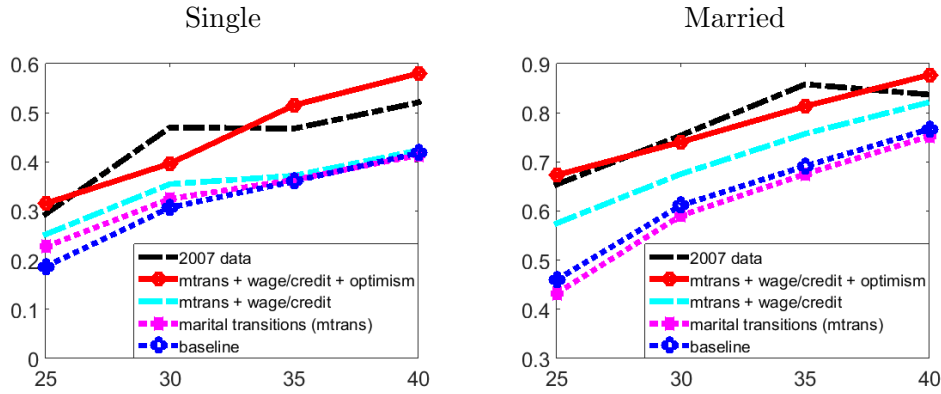 Single
0.6
0.5
0.4
0.3
0.2
0.1
0
25
30
35
40
2007 data
mtrans + wage/credit + optimism
mtrans + wage/credit
marital transitions (mtrans)
baseline
Married
0.9
0.8
0.7
0.6
0.5
0.4
0.3
25
30
35
40
2007 data
mtrans + wage/credit + optimism
mtrans + wage/credit
marital transitions (mtrans)
baseline